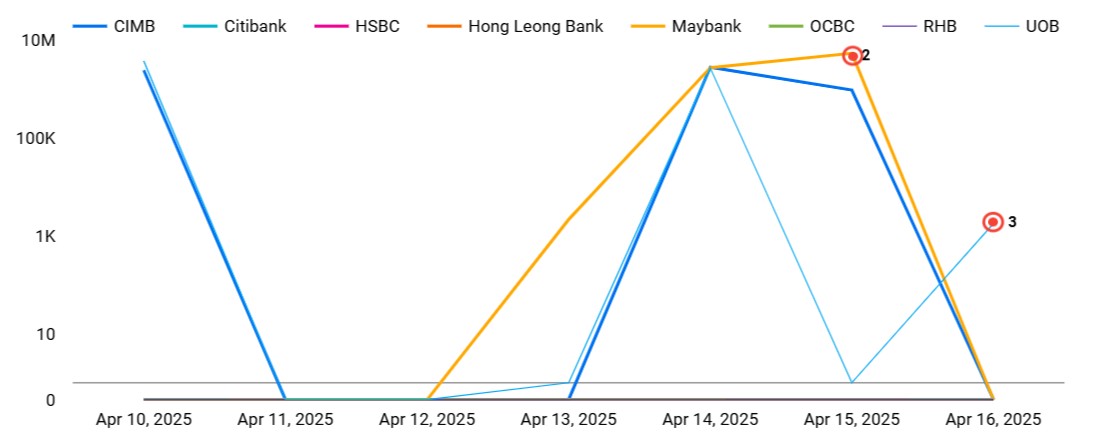 CIMB Citibank HSBC Hong Leong Bank Maybank OCBC RHB UOB
10M
2
100K
1K
3
10
0
Apr 10, 2025 Apr 11, 2025 Apr 12, 2025 Apr 13, 2025 Apr 14, 2025 Apr 15, 2025 Apr 16, 2025